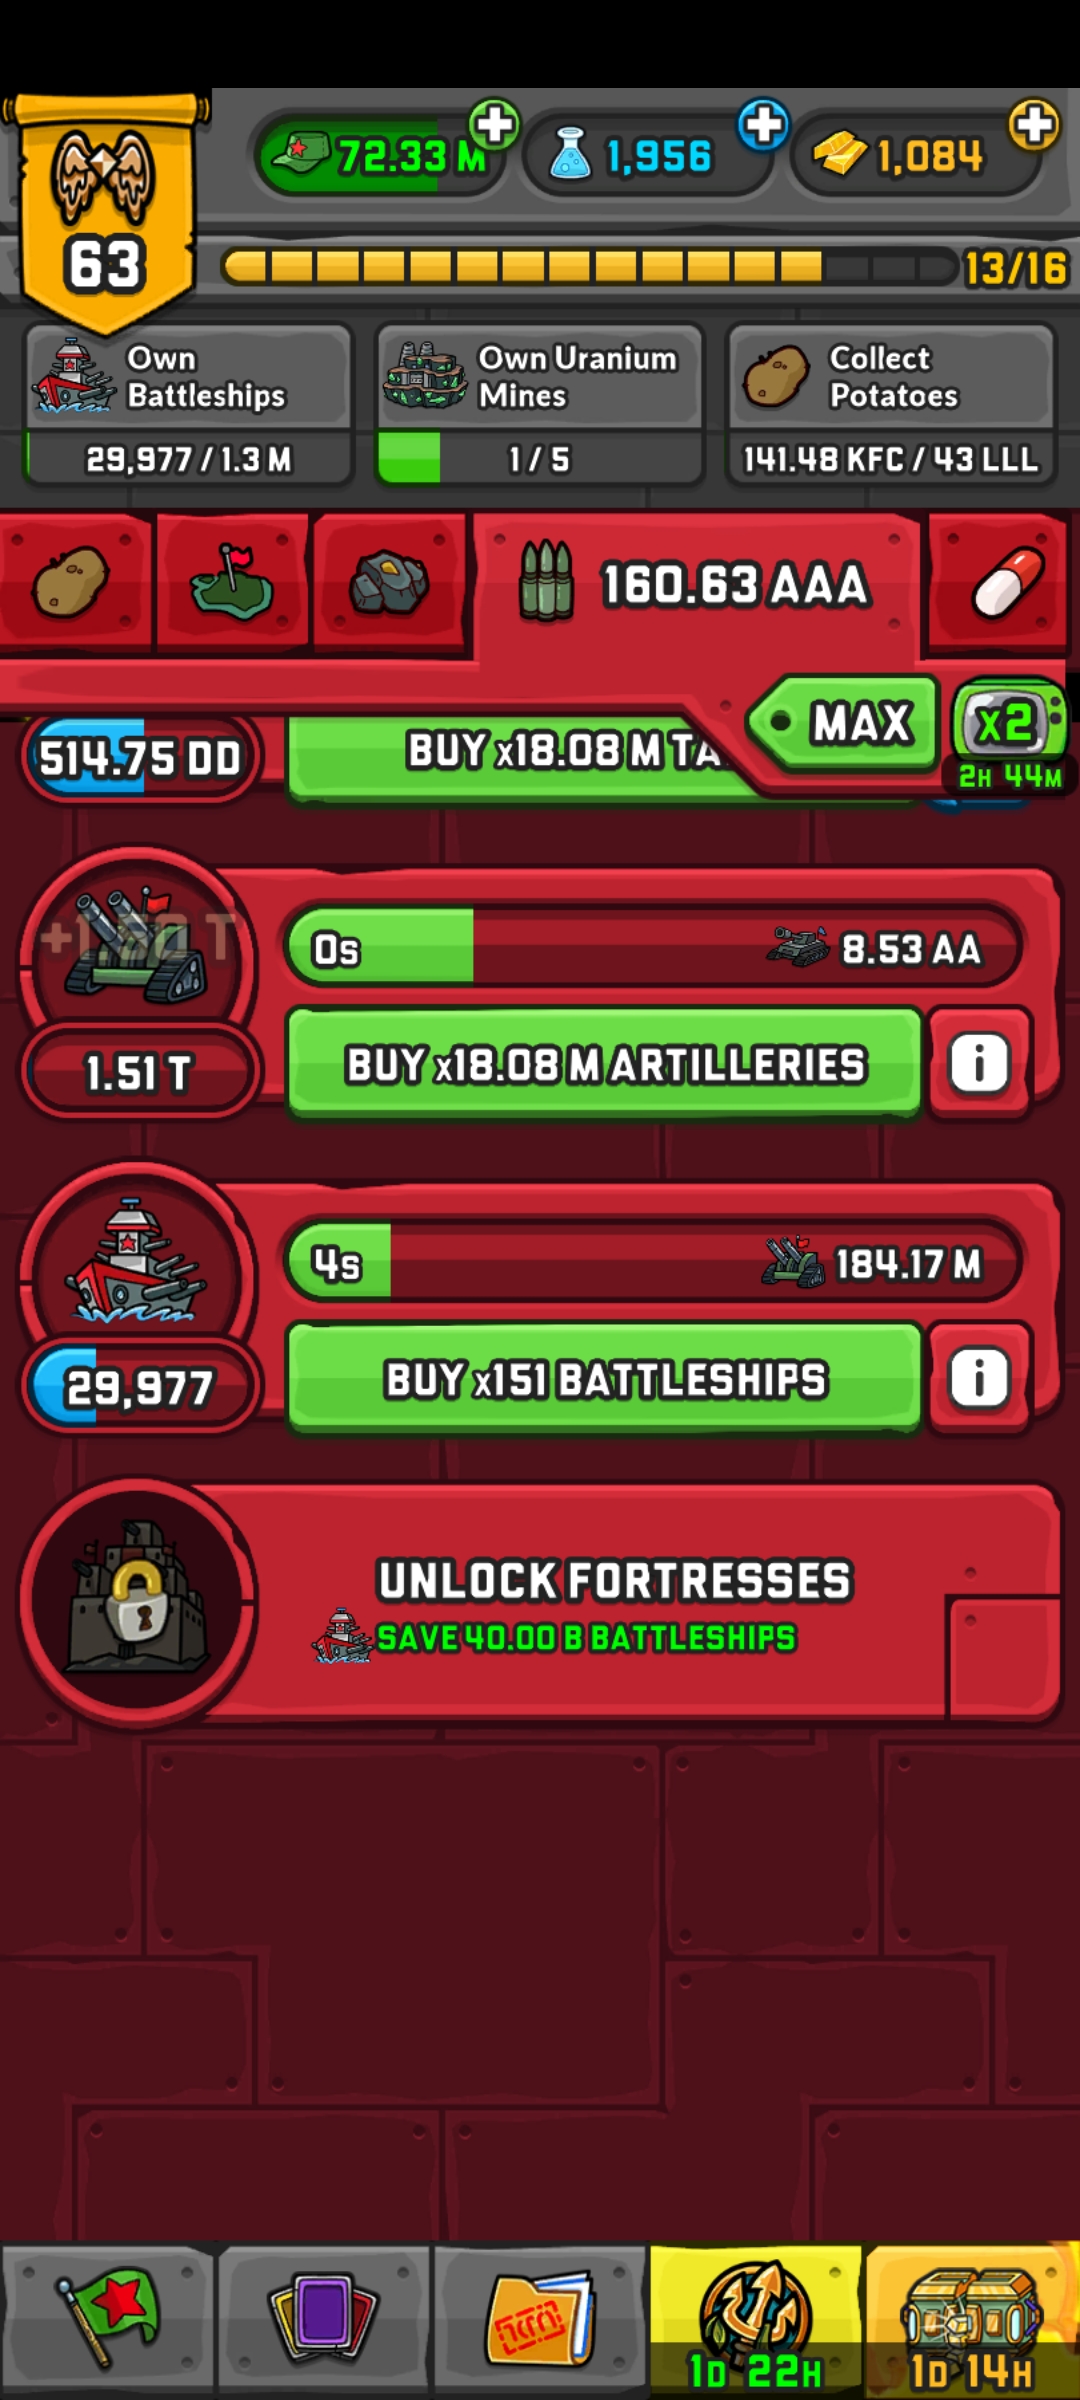 63
72.33 M
1,956
1,084
13/16
Own
Battleships
29,977 / 1.3 M
Own Uranium
Mines
1 / 5
Collect
Potatoes
141.48 KFC / 43 LLL
160.63 AAA
MAX
x2
2H 44M
514.75 DD
BUY x18.08 M TA
0s
8.53 AA
1.51 T
BUY x18.08 M ARTILLERIES
i
4s
184.17 M
29,977
BUY x151 BATTLESHIPS
i
UNLOCK FORTRESSES
SAVE 40.00 B BATTLESHIPS
1D 22H
1D 14H